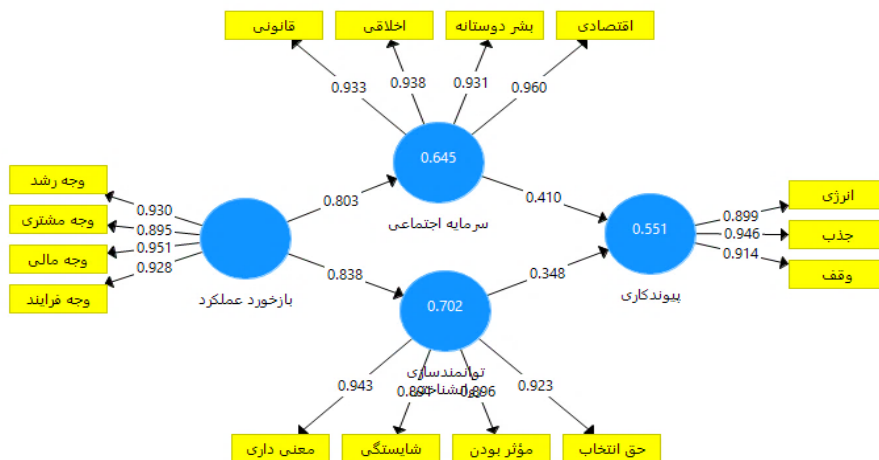 قانونی
اخلاقی
بشر دوستانه
اقتصادی
0.933
0.938
0.931
0.960
0.645
سرمایه اجتماعی
وجه رشد
وجه مشتری
وجه مالی
وجه فرایند
0.930
0.895
0.951
0.928
بازخورد عملکرد
0.803
0.838
0.410
0.348
0.551
پیوندکاری
0.899
0.946
0.914
انرژی
جذب
وقف
0.702
توانمندسازی
0.943
0.923
معنی داری
شایستگی
مؤثر بودن
حق انتخاب